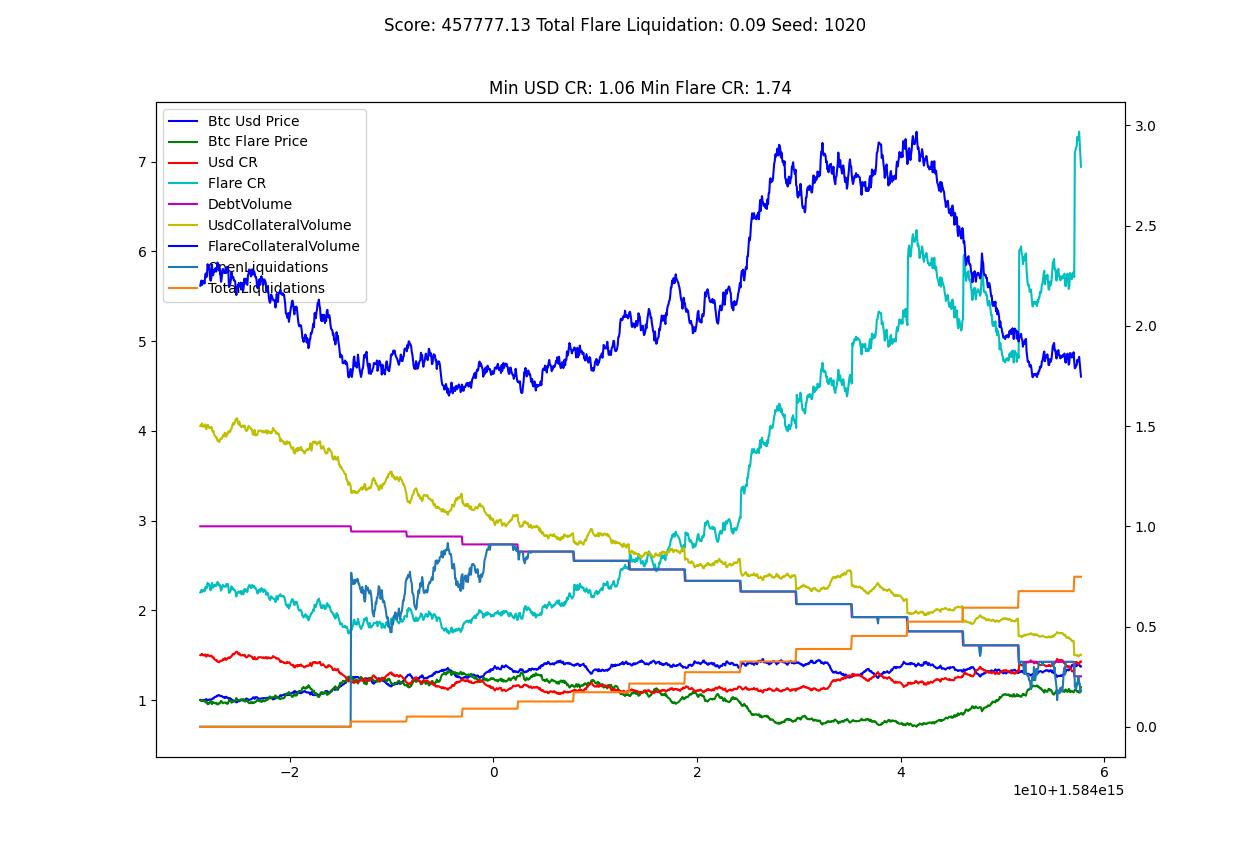 Score: 457777.13 Total Flare Liquidation: 0.09 Seed: 1020
Min USD CR: 1.06 Min Flare CR: 1.74
Btc Usd Price
Btc Flare Price
Usd CR
Flare CR
DebtVolume
UsdCollateralVolume
FlareCollateralVolume
OpenLiquidations
TotalLiquidations
7
6
5
4
3
2
1
3.0
2.5
2.0
1.5
1.0
0.5
0.0
−2
0
2
4
6
1e10+1.584e15